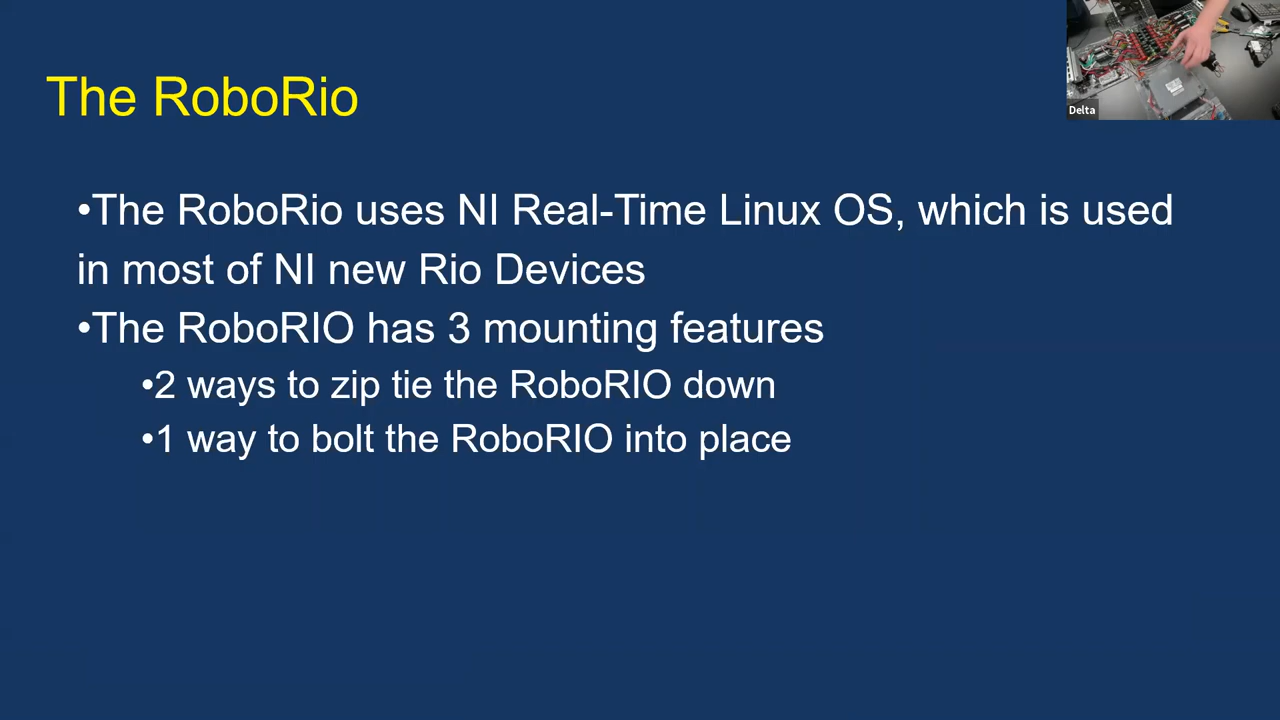 The RoboRio
Delta
•The RoboRio uses NI Real-Time Linux OS, which is used
in most of NI new Rio Devices
•The RoboRIO has 3 mounting features
•2 ways to zip tie the RoboRIO down
•1 way to bolt the RoboRIO into place